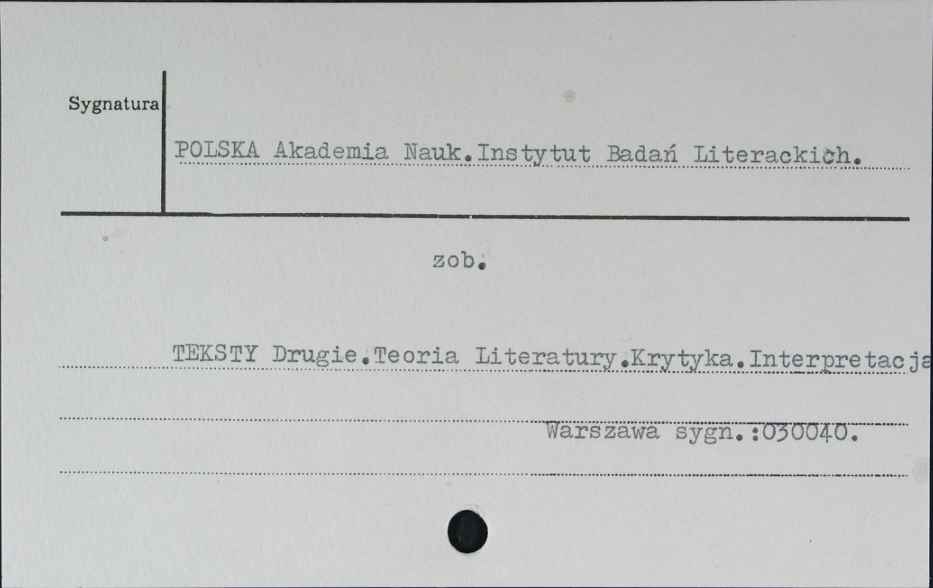 Sygnatura
POLSKA Akademia Nauk.Instytut Badań Literackich.
zob.
TEKSTY Drugie.Teoria Literatury.Krytyka.Interpretacja
Warszawa sygn.:030040.